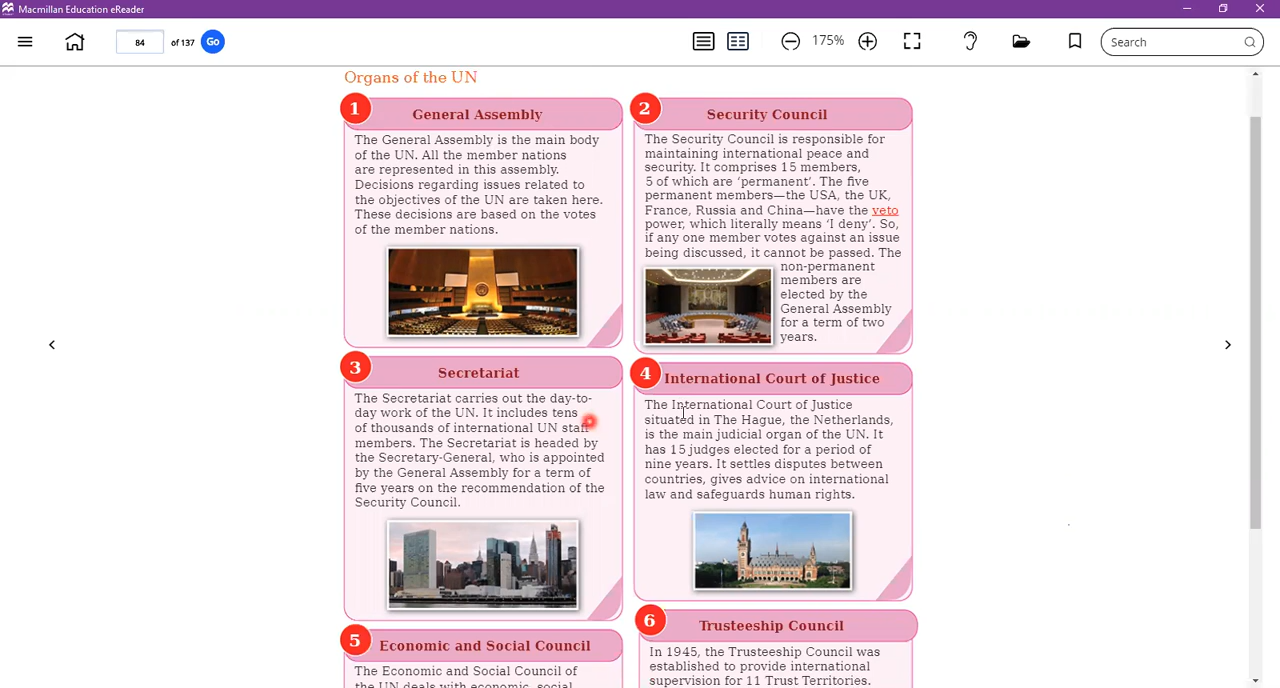 Macmillan Education eReader
84 of 137 Go
175%
Search
Organs of the UN
1
General Assembly
The General Assembly is the main body
of the UN. All the member nations
are represented in this assembly.
Decisions regarding issues related to
the objectives of the UN are taken here.
These decisions are based on the votes
of the member nations.
2
Security Council
The Security Council is responsible for
maintaining international peace and
security. It comprises 15 members,
5 of which are ‘permanent’. The five
permanent members—the USA, the UK,
France, Russia and China—have the veto
power, which literally means ‘I deny’. So,
if any one member votes against an issue
being discussed, it cannot be passed. The
non-permanent
members are
elected by the
General Assembly
for a term of two
years.
3
Secretariat
The Secretariat carries out the day-to-
day work of the UN. It includes tens
of thousands of international UN staff
members. The Secretariat is headed by
the Secretary-General, who is appointed
by the General Assembly for a term of
five years on the recommendation of the
Security Council.
4
International Court of Justice
The International Court of Justice
situated in The Hague, the Netherlands,
is the main judicial organ of the UN. It
has 15 judges elected for a period of
nine years. It settles disputes between
countries, gives advice on international
law and safeguards human rights.
5
Economic and Social Council
The Economic and Social Council of
the UN deals with economic, social
6
Trusteeship Council
In 1945, the Trusteeship Council was
established to provide international
supervision for 11 Trust Territories.